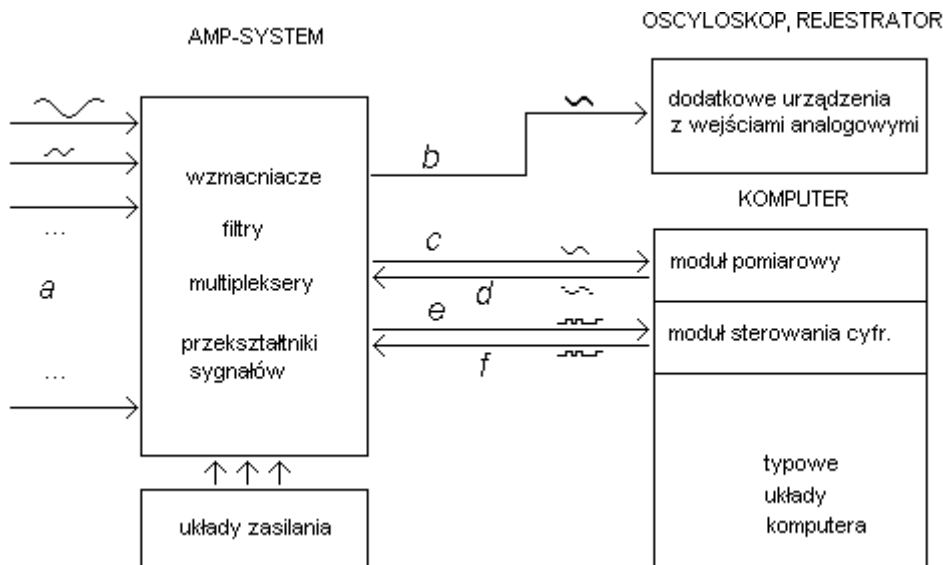 AMP-SYSTEM
OSCYLOSKOP, REJESTRATOR
dodatkowe urządzenia
z wejściami analogowymi
b
wzmacniacze
KOMPUTER
filtry
...
c
moduł pomiarowy
a
multipleksery
d
e
moduł sterowania cyfr.
przekształtniki
sygnałów
f
...
typowe
układy
komputera
układy zasilania